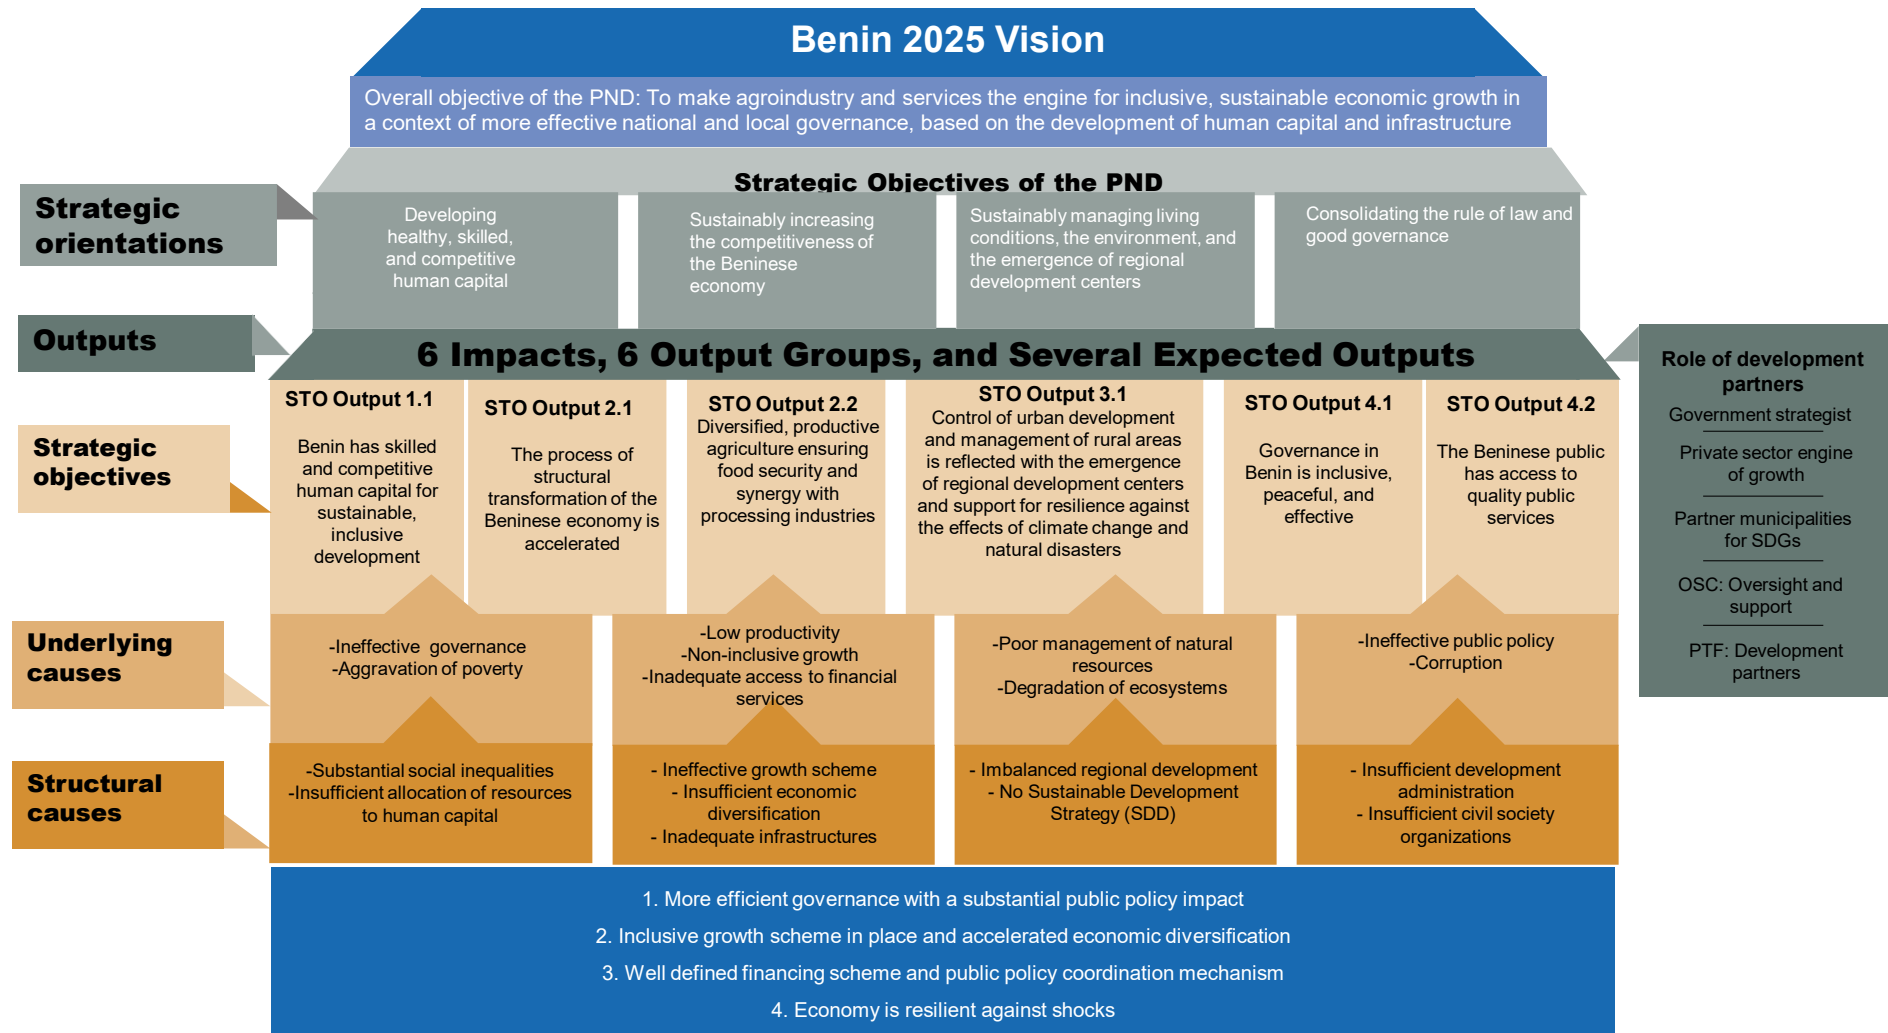 Benin 2025 Vision
Overall objective of the PND: To make agroindustry and services the engine for inclusive, sustainable economic growth in
a context of more effective national and local governance, based on the development of human capital and infrastructure
Strategic Objectives of the PND
Strategic
orientations
Developing
healthy, skilled,
and competitive
human capital
Sustainably increasing
the competitiveness of
the Beninese
economy
Sustainably managing living
conditions, the environment, and
the emergence of regional
development centers
Consolidating the rule of law and
good governance
Outputs
6 Impacts, 6 Output Groups, and Several Expected Outputs
Strategic
objectives
STO Output 1.1
Benin has skilled
and competitive
human capital for
sustainable,
inclusive
development
STO Output 2.1
The process of
structural
transformation of the
Beninese economy is
accelerated
STO Output 2.2
Diversified, productive
agriculture ensuring
food security and
synergy with
processing industries
STO Output 3.1
Control of urban development
and management of rural areas
is reflected with the emergence
of regional development centers
and support for resilience against
the effects of climate change and
natural disasters
STO Output 4.1
Governance in
Benin is inclusive,
peaceful, and
effective
STO Output 4.2
The Beninese public
has access to
quality public
services
Role of development
partners
Government strategist
Private sector engine
of growth
Partner municipalities
for SDGs
OSC: Oversight and
support
PTF: Development
partners
Underlying
causes
-Ineffective governance
-Aggravation of poverty
-Low productivity
-Non-inclusive growth
-Inadequate access to financial
services
-Poor management of natural
resources
-Degradation of ecosystems
-Ineffective public policy
-Corruption
Structural
causes
-Substantial social inequalities
-Insufficient allocation of resources
to human capital
- Ineffective growth scheme
- Insufficient economic
diversification
- Inadequate infrastructures
- Imbalanced regional development
- No Sustainable Development
Strategy (SDD)
- Insufficient development
administration
- Insufficient civil society
organizations
1. More efficient governance with a substantial public policy impact
2. Inclusive growth scheme in place and accelerated economic diversification
3. Well defined financing scheme and public policy coordination mechanism
4. Economy is resilient against shocks